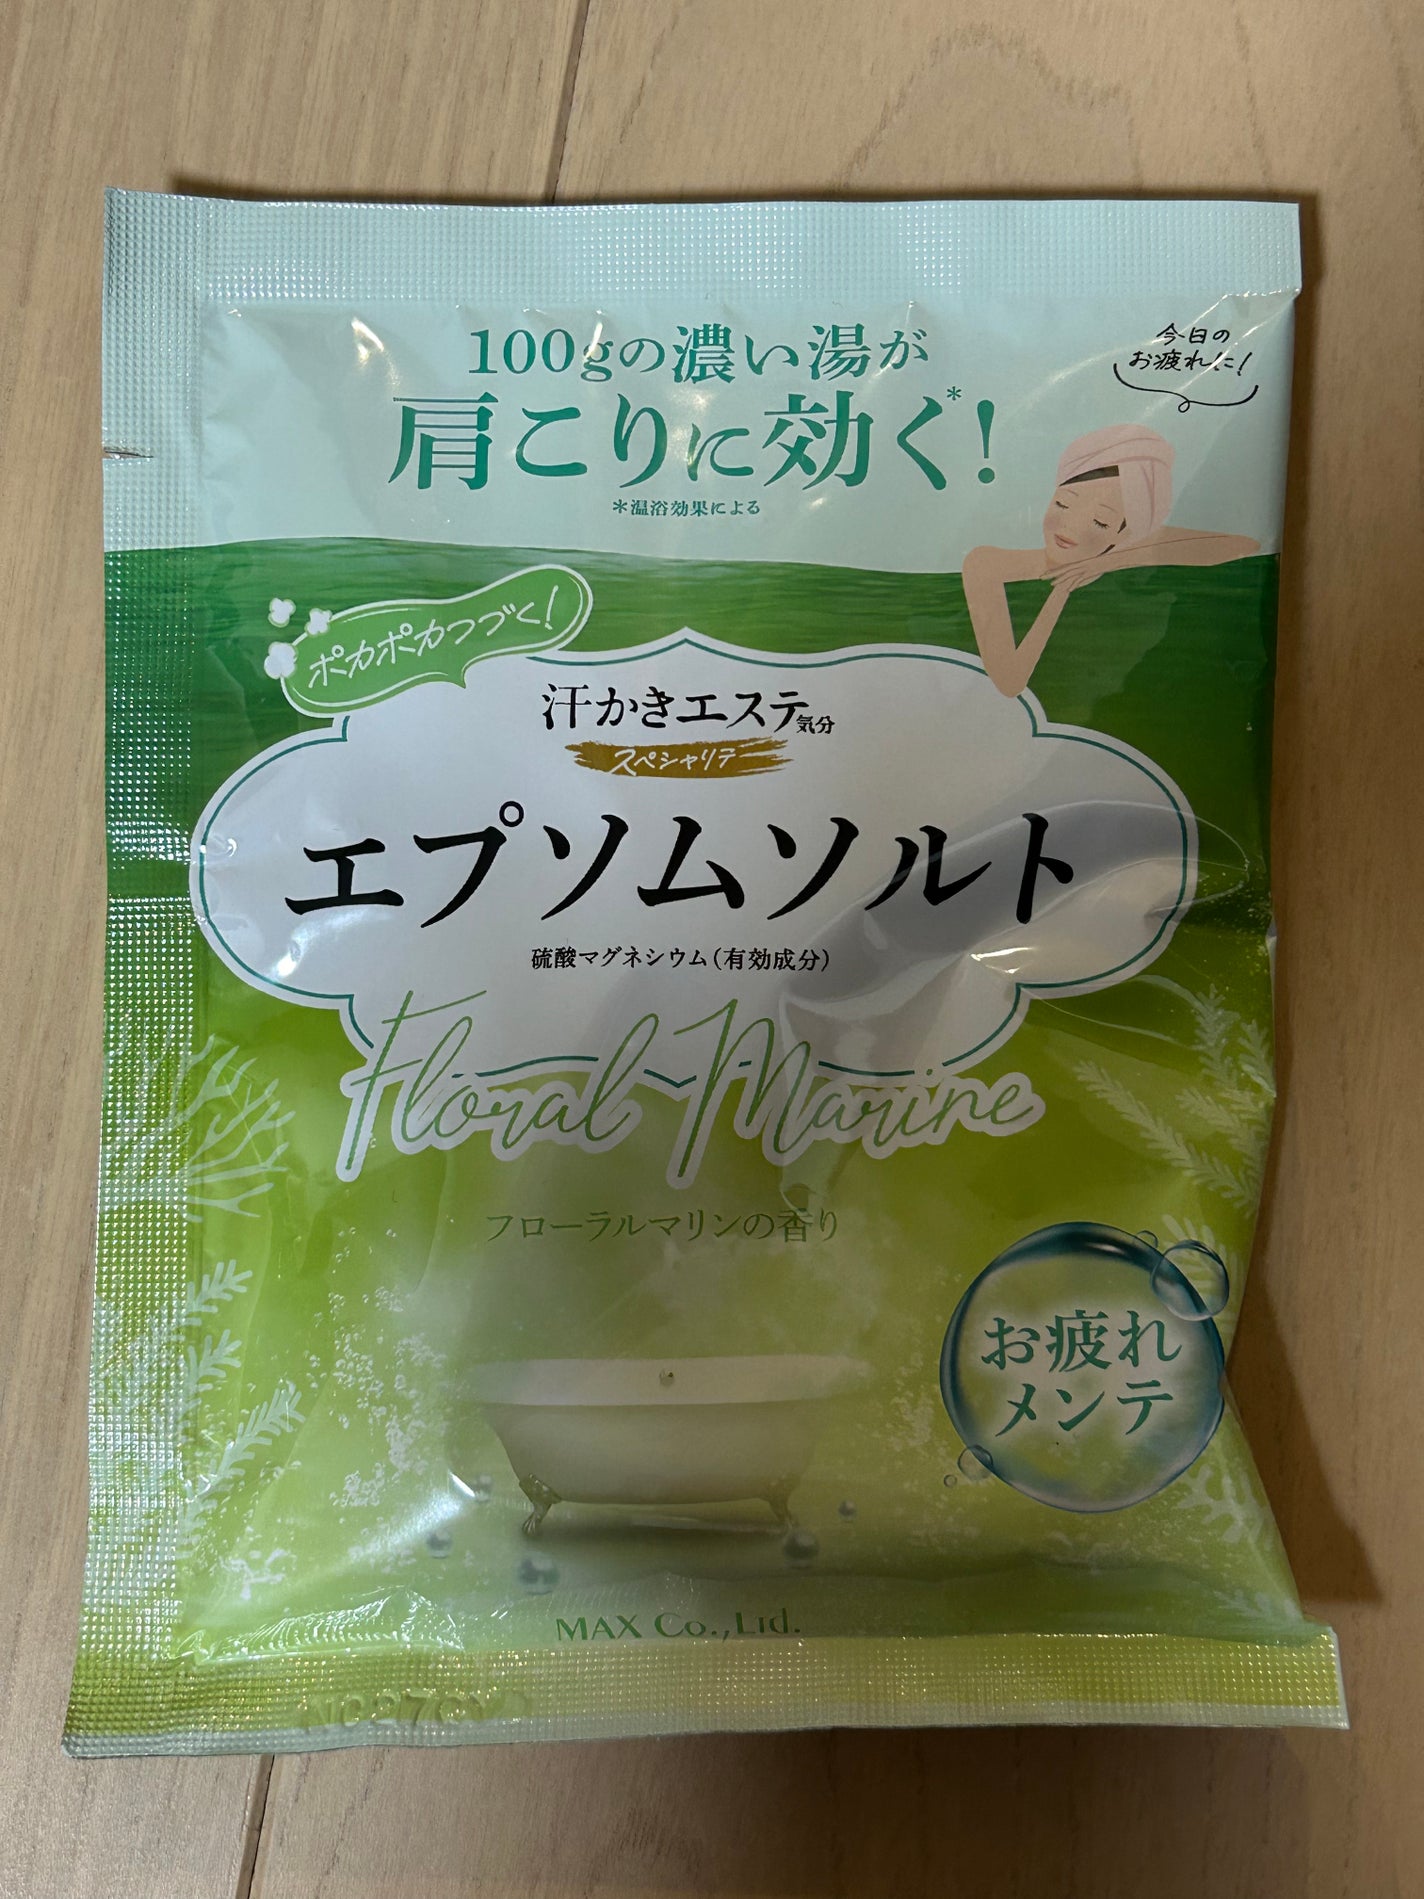 100gの濃い湯が
肩こりに効く*!
*温浴効果による
今日の
お疲れに!
ポカポカつづく!
汗かきエステ気分
スペシャリテ
エプソムソルト
硫酸マグネシウム(有効成分)
Floral Marine
フローラルマリンの香り
お疲れ
メンテ
MAX Co.,Ltd.